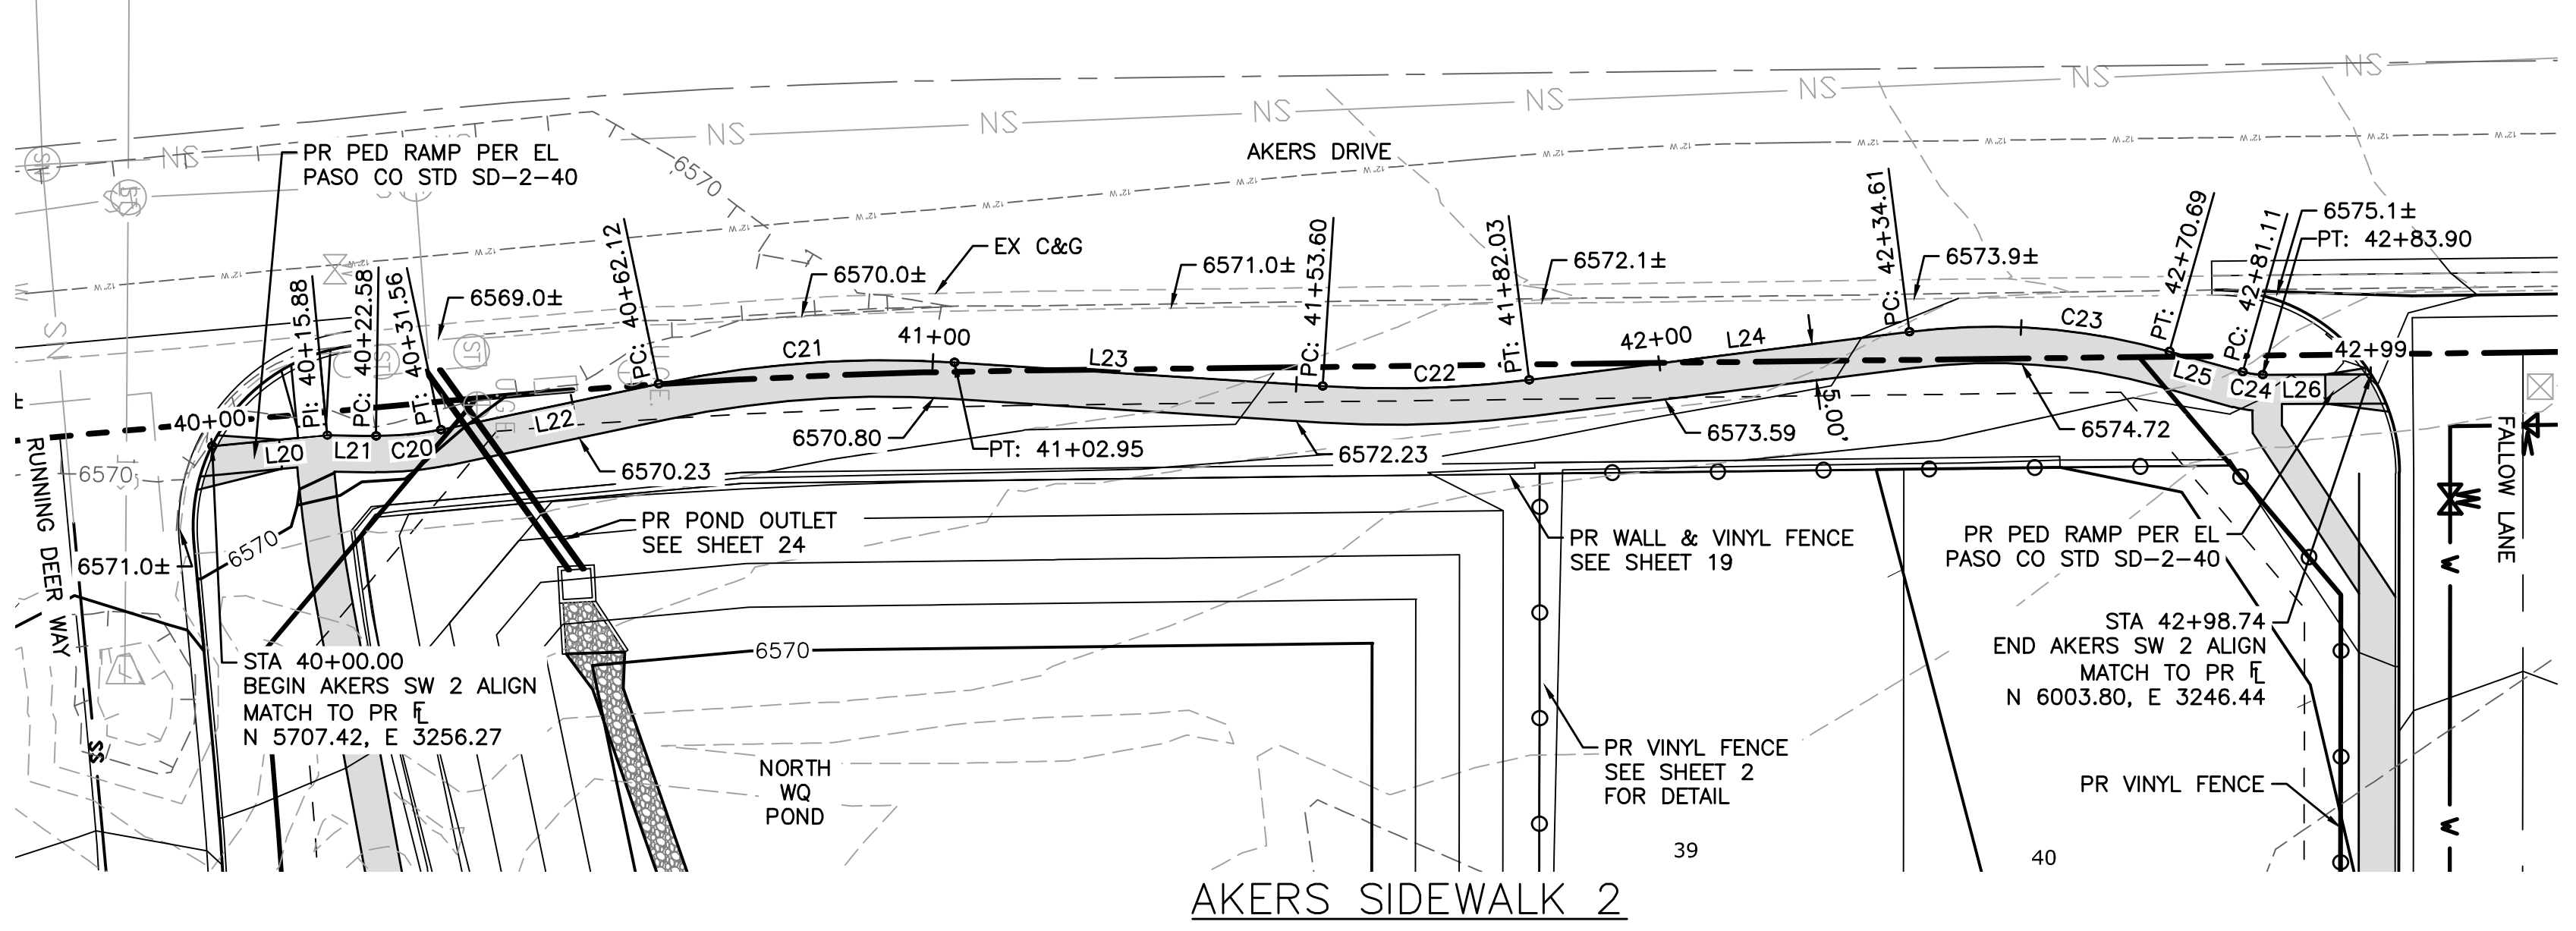 NS
NS
NS
NS
NS
NS
NS
NS
PR PED RAMP PER EL
PASO CO STD SD-2-40
6570
AKERS DRIVE
12"W
EX C&G
6569.0±
6570.0±
6571.0±
6572.1±
6573.9±
6575.1±
PT: 42+83.90
PI: 40+15.88
PC: 40+22.58
PT: 40+31.56
PC: 40+62.12
PC: 41+53.60
PT: 41+82.03
PC: 42+34.61
PT: 42+70.69
PC: 42+81.11
40+00
41+00
42+00
42+99
L20
L21
C20
L22
C21
L23
C22
L24
C23
L25
C24
L26
ST
ST
5.00'
6570.23
6570.80
PT: 41+02.95
6572.23
6573.59
6574.72
RUNNING DEER WAY
6570
6570
6571.0±
SS
PR POND OUTLET
SEE SHEET 24
PR WALL & VINYL FENCE
SEE SHEET 19
PR PED RAMP PER EL
PASO CO STD SD-2-40
FALLOW LANE
W
W
STA 40+00.00
BEGIN AKERS SW 2 ALIGN
MATCH TO PR FL
N 5707.42, E 3256.27
6570
STA 42+98.74
END AKERS SW 2 ALIGN
MATCH TO PR FL
N 6003.80, E 3246.44
NORTH
WQ
POND
PR VINYL FENCE
SEE SHEET 2
FOR DETAIL
PR VINYL FENCE
39
40
AKERS SIDEWALK 2